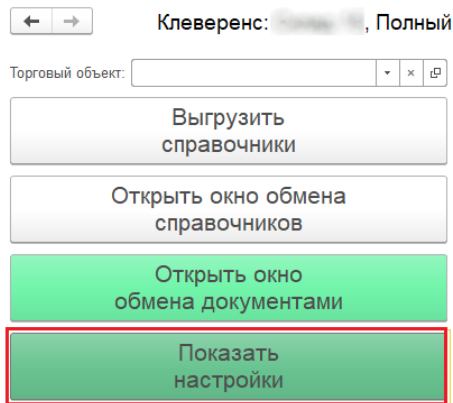 Клеверенс: , Полный
Торговый объект:
Выгрузить
справочники
Открыть окно обмена
справочников
Открыть окно
обмена документами
Показать
настройки